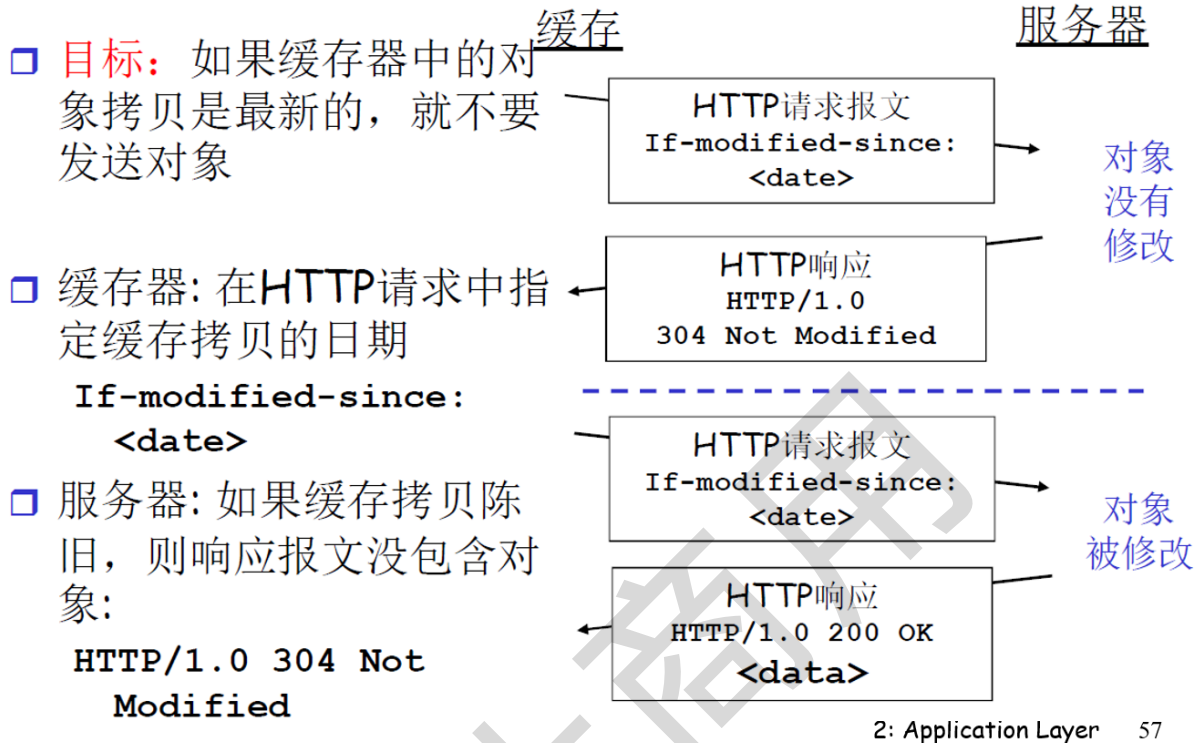 缓存
服务器
目标：如果缓存器中的对
象拷贝是最新的，就不要
发送对象
缓存器: 在HTTP请求中指
定缓存拷贝的日期
If-modified-since:
<date>
服务器: 如果缓存拷贝陈
旧，则响应报文没包含对
象:
HTTP/1.0 304 Not
Modified
HTTP请求报文
If-modified-since:
<date>
对象
没有
修改
HTTP响应
HTTP/1.0
304 Not Modified
HTTP请求报文
If-modified-since:
<date>
对象
被修改
HTTP响应
HTTP/1.0 200 OK
<data>
商用
2: Application Layer 57